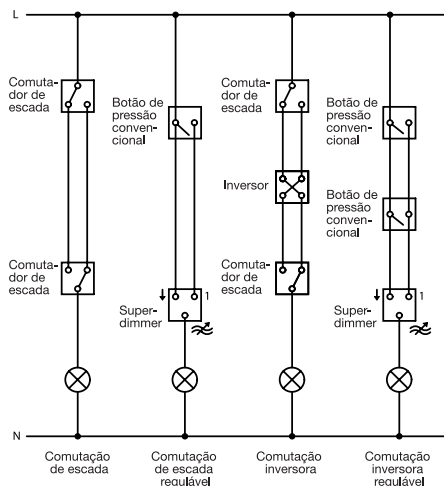 L
Comuta-
dor de
escada
Botão de
pressão
conven-
cional
Comuta-
dor de
escada
Botão de
pressão
conven-
cional
Inversor
Botão de
pressão
conven-
cional
Comuta-
dor de
escada
1
Super-
dimmer
Comuta-
dor de
escada
1
Super-
dimmer
N
Comutação
de escada
Comutação
de escada
regulável
Comutação
inversora
Comutação
inversora
regulável